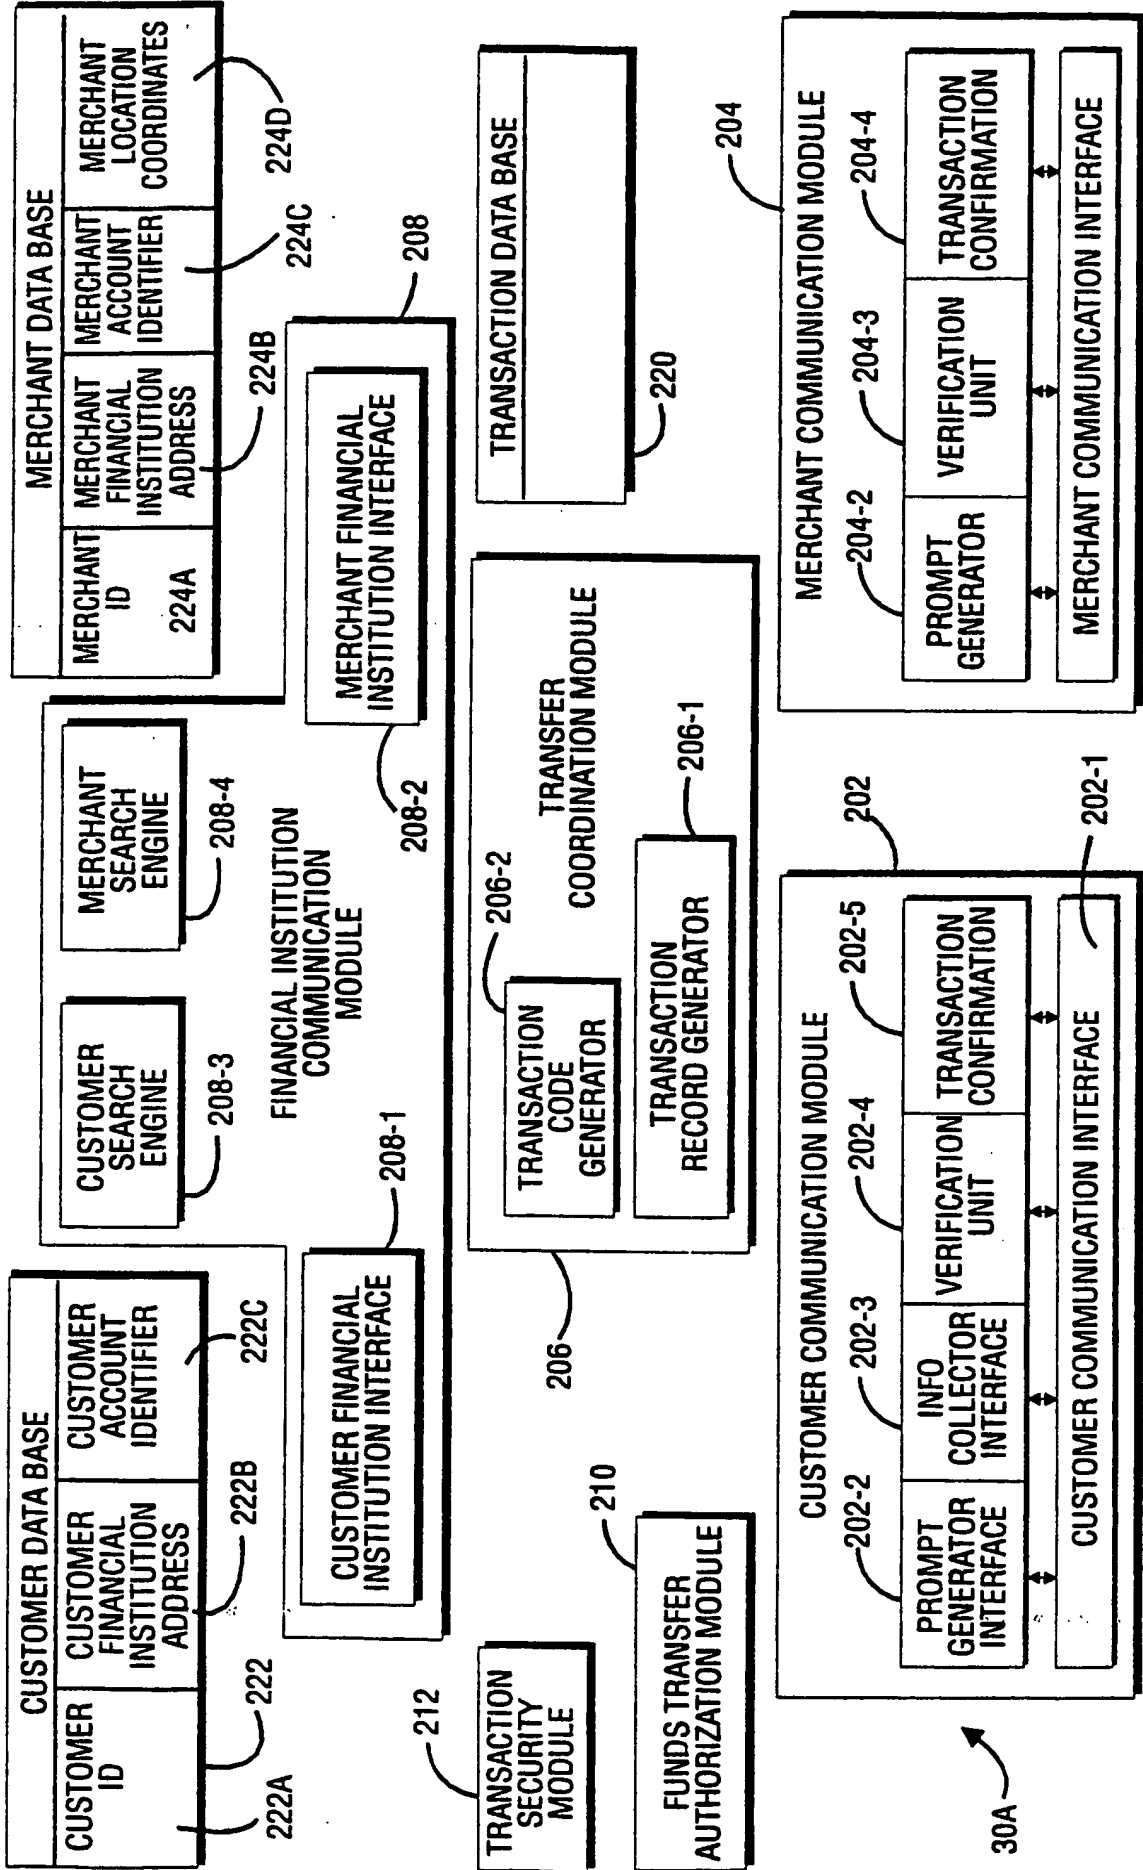 CUSTOMER DATA BASE
CUSTOMER
ID
222A
CUSTOMER
FINANCIAL
INSTITUTION
ADDRESS
222B
CUSTOMER
ACCOUNT
IDENTIFIER
222C
222
CUSTOMER
SEARCH
ENGINE
208-3
MERCHANT
SEARCH
ENGINE
208-4
FINANCIAL INSTITUTION
COMMUNICATION
MODULE
CUSTOMER FINANCIAL
INSTITUTION INTERFACE
208-1
MERCHANT FINANCIAL
INSTITUTION INTERFACE
208-2
208
MERCHANT DATA BASE
MERCHANT
ID
224A
MERCHANT
FINANCIAL
INSTITUTION
ADDRESS
224B
MERCHANT
ACCOUNT
IDENTIFIER
224C
MERCHANT
LOCATION
COORDINATES
224D
212
TRANSACTION
SECURITY
MODULE
210
FUNDS TRANSFER
AUTHORIZATION MODULE
206
TRANSFER
COORDINATION MODULE
206-2
TRANSACTION
CODE
GENERATOR
206-1
TRANSACTION
RECORD GENERATOR
TRANSACTION DATA BASE
220
30A
202
CUSTOMER COMMUNICATION MODULE
202-2
202-3
202-4
202-5
PROMPT
GENERATOR
INTERFACE
INFO
COLLECTOR
INTERFACE
VERIFICATION
UNIT
TRANSACTION
CONFIRMATION
CUSTOMER COMMUNICATION INTERFACE
202-1
204
MERCHANT COMMUNICATION MODULE
204-2
204-3
204-4
PROMPT
GENERATOR
VERIFICATION
UNIT
TRANSACTION
CONFIRMATION
MERCHANT COMMUNICATION INTERFACE